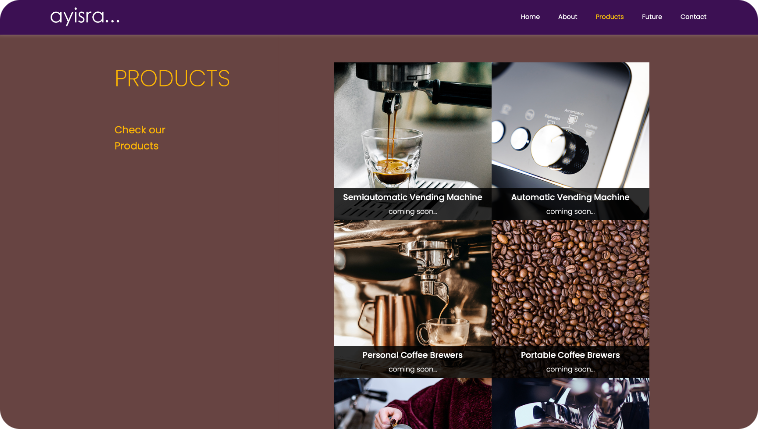 ayisra...
Home About Products Future Contact
PRODUCTS
Check our
Products
Semiautomatic Vending Machine
coming soon...
Automatic Vending Machine
coming soon...
Personal Coffee Brewers
coming soon...
Portable Coffee Brewers
coming soon...